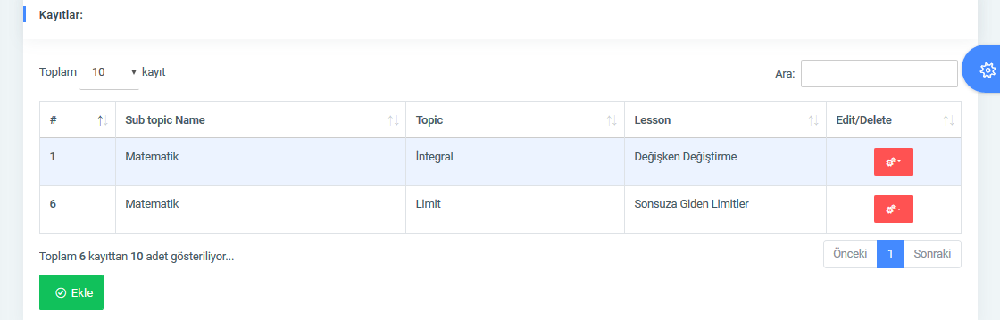 Kayıtlar:
Toplam 10 kayıt Ara:
# Sub topic Name Topic Lesson Edit/Delete
1 Matematik İntegral Değişken Değiştirme
6 Matematik Limit Sonsuza Giden Limitler
Toplam 6 kayıttan 10 adet gösteriliyor... Önceki 1 Sonraki
Ekle